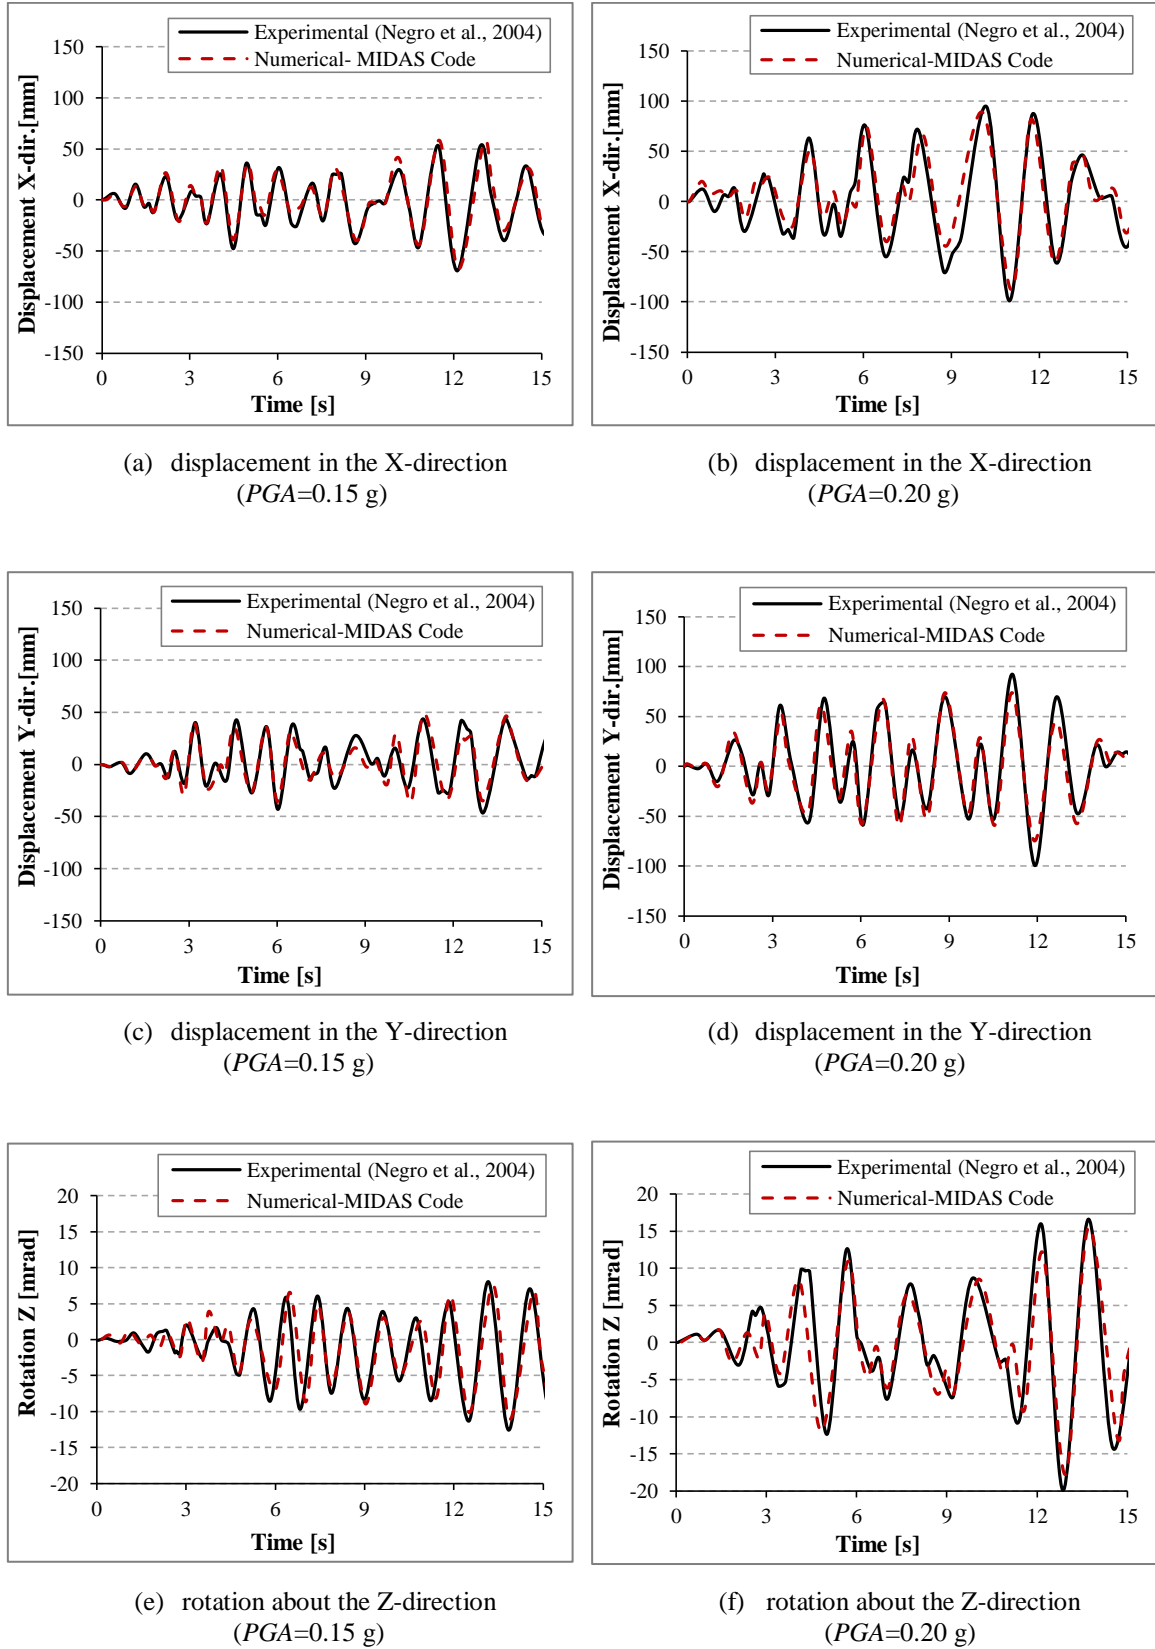 Experimental (Negro et al., 2004)
Numerical- MIDAS Code
Displacement X-dir.[mm]
150
100
50
0
-50
-100
-150
0 3 6 9 12 15
Time [s]
(a) displacement in the X-direction
(PGA=0.15 g)
Experimental (Negro et al., 2004)
Numerical-MIDAS Code
Displacement X-dir.[mm]
150
100
50
0
-50
-100
-150
0 3 6 9 12 15
Time [s]
(b) displacement in the X-direction
(PGA=0.20 g)
Experimental (Negro et al., 2004)
Numerical-MIDAS Code
Displacement Y-dir.[mm]
150
100
50
0
-50
-100
-150
0 3 6 9 12 15
Time [s]
(c) displacement in the Y-direction
(PGA=0.15 g)
Experimental (Negro et al., 2004)
Numerical-MIDAS Code
Displacement Y-dir.[mm]
150
100
50
0
-50
-100
-150
0 3 6 9 12 15
Time [s]
(d) displacement in the Y-direction
(PGA=0.20 g)
Experimental (Negro et al., 2004)
Numerical-MIDAS Code
Rotation Z [mrad]
20
15
10
5
0
-5
-10
-15
-20
0 3 6 9 12 15
Time [s]
(e) rotation about the Z-direction
(PGA=0.15 g)
Experimental (Negro et al., 2004)
Numerical-MIDAS Code
Rotation Z [mrad]
20
15
10
5
0
-5
-10
-15
-20
0 3 6 9 12 15
Time [s]
(f) rotation about the Z-direction
(PGA=0.20 g)